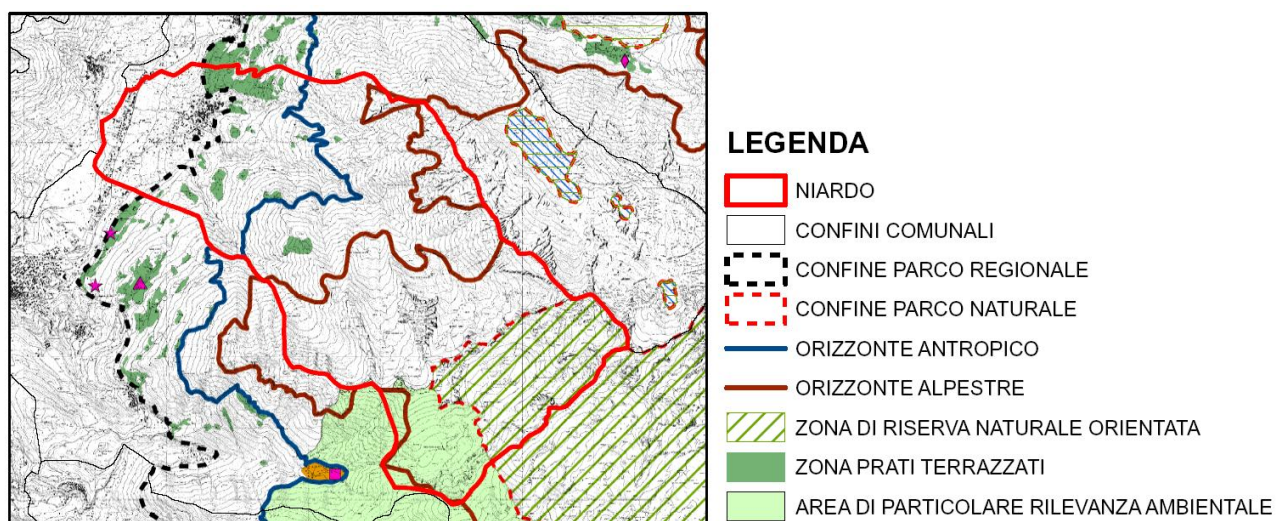 LEGENDA
NIARDO
CONFINI COMUNALI
CONFINE PARCO REGIONALE
CONFINE PARCO NATURALE
ORIZZONTE ANTROPICO
ORIZZONTE ALPESTRE
ZONA DI RISERVA NATURALE ORIENTATA
ZONA PRATI TERRAZZATI
AREA DI PARTICOLARE RILEVANZA AMBIENTALE